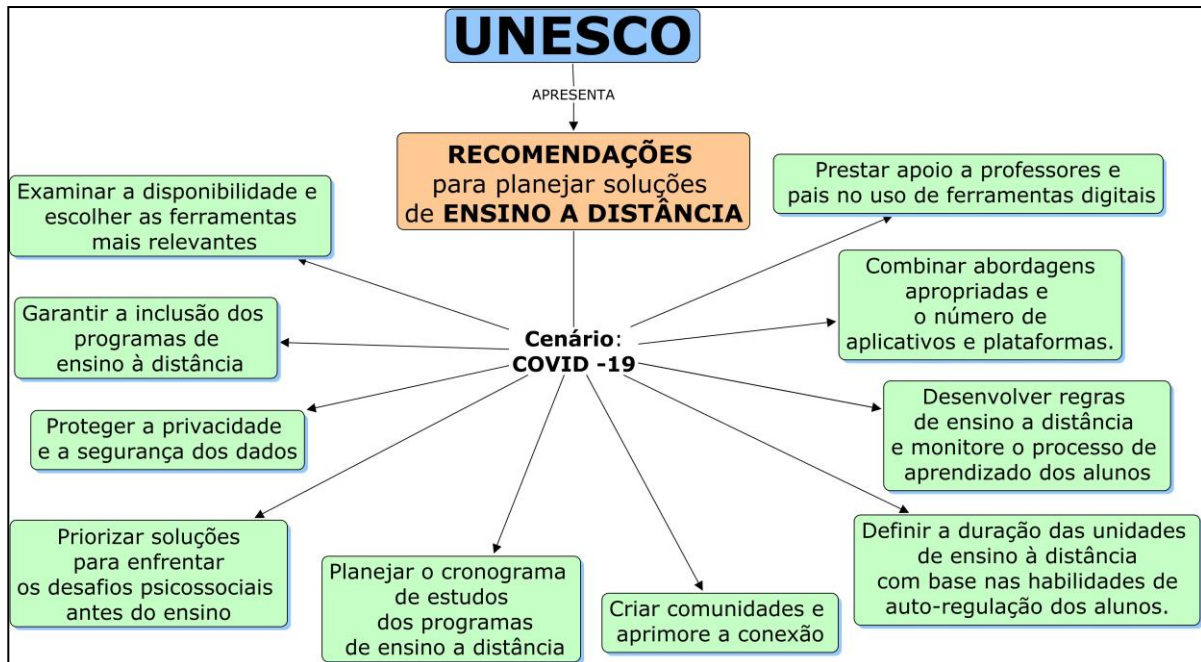 UNESCO
APRESENTA
RECOMENDAÇÕES
para planejar soluções
de ENSINO A DISTÂNCIA
Examinar a disponibilidade e
escolher as ferramentas
mais relevantes
Garantir a inclusão dos
programas de
ensino à distância
Proteger a privacidade
e a segurança dos dados
Priorizar soluções
para enfrentar
os desafios psicossociais
antes do ensino
Planejar o cronograma
de estudos
dos programas
de ensino a distância
Cenário:
COVID -19
Criar comunidades e
aprimore a conexão
Prestar apoio a professores e
pais no uso de ferramentas digitais
Combinar abordagens
apropriadas e
o número de
aplicativos e plataformas.
Desenvolver regras
de ensino a distância
e monitore o processo de
aprendizado dos alunos
Definir a duração das unidades
de ensino à distância
com base nas habilidades de
auto-regulação dos alunos.